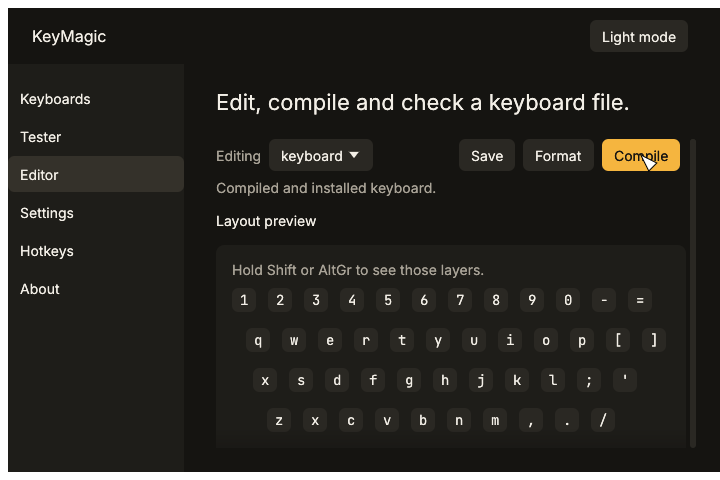 KeyMagic
Light mode
Keyboards
Tester
Editor
Settings
Hotkeys
About
Edit, compile and check a keyboard file.
Editing keyboard Save Format Compile
Compiled and installed keyboard.
Layout preview
Hold Shift or AltGr to see those layers.
1 2 3 4 5 6 7 8 9 0 - =
q w e r t y u i o p [ ]
x s d f g h j k l ; '
z x c v b n m , . /